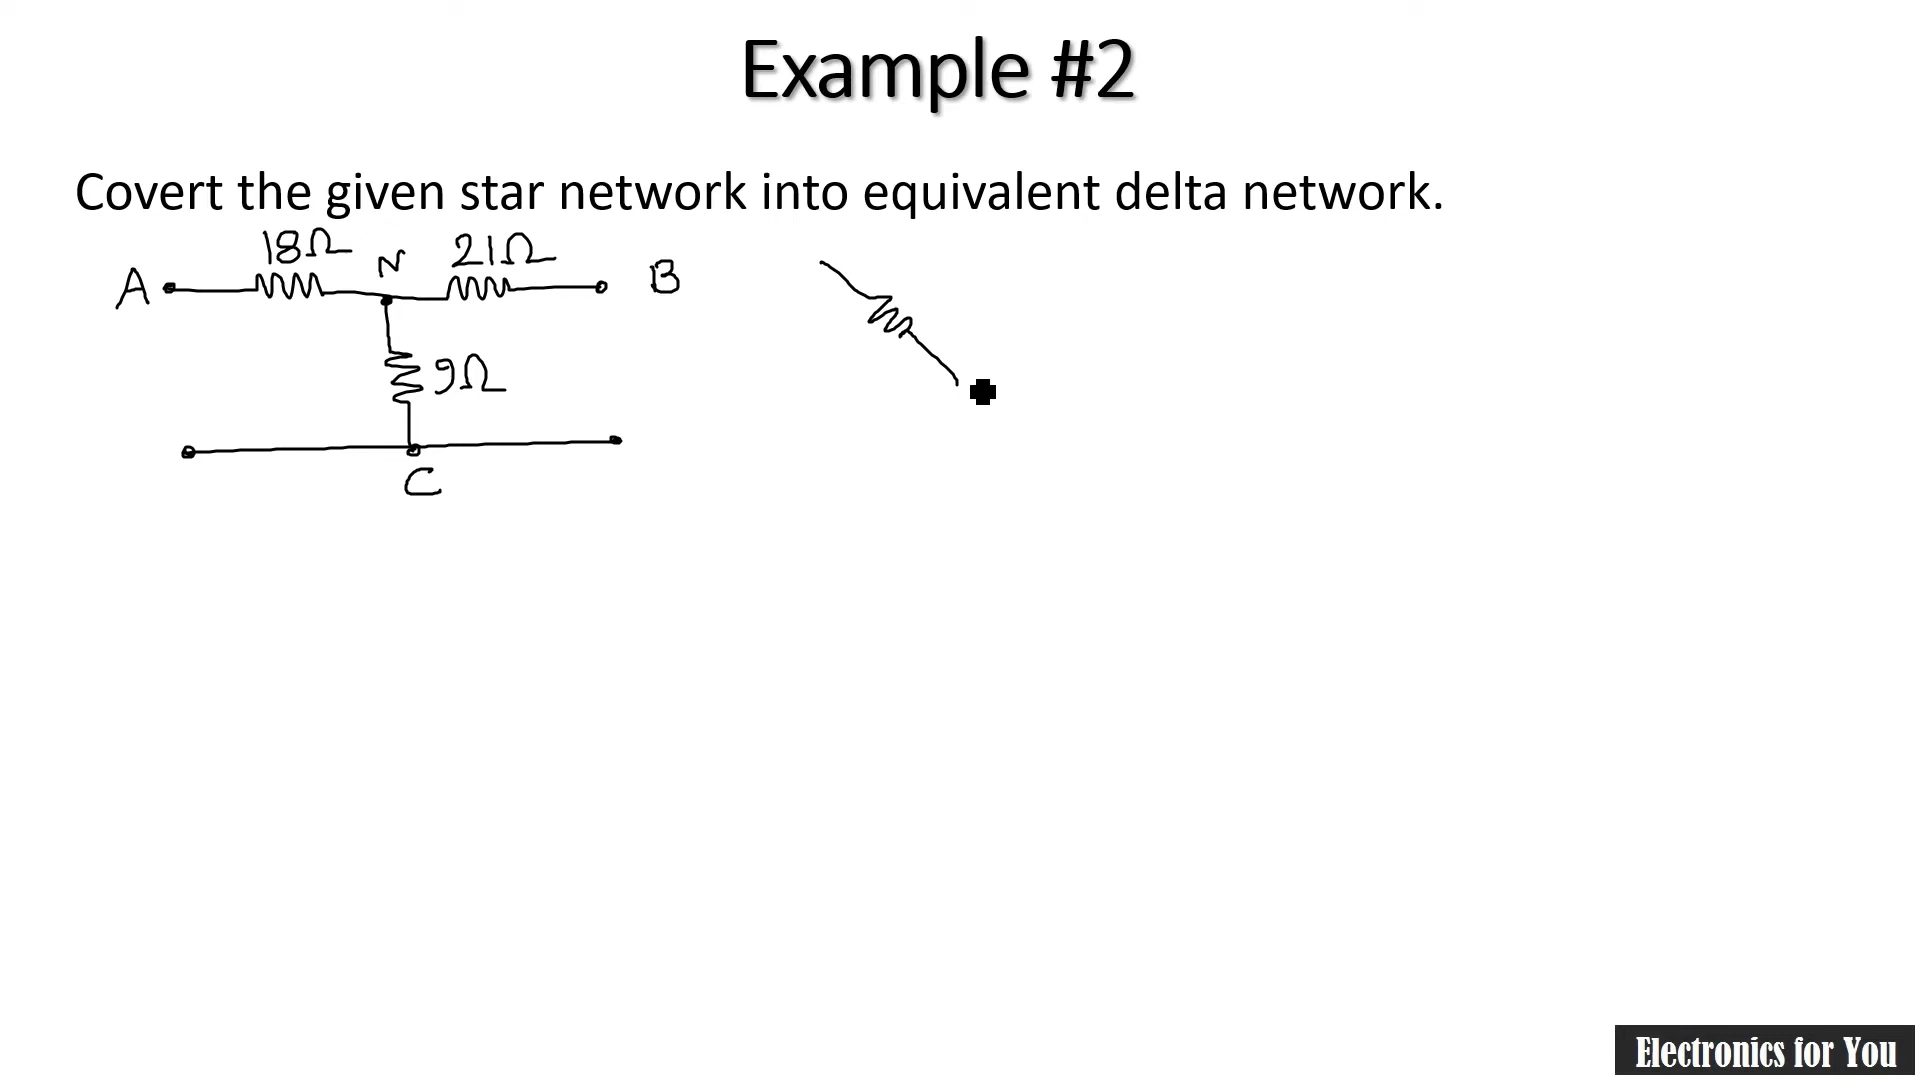 Example #2
Covert the given star network into equivalent delta network.
18Ω N 21Ω
A B
9Ω
C
Electronics for You